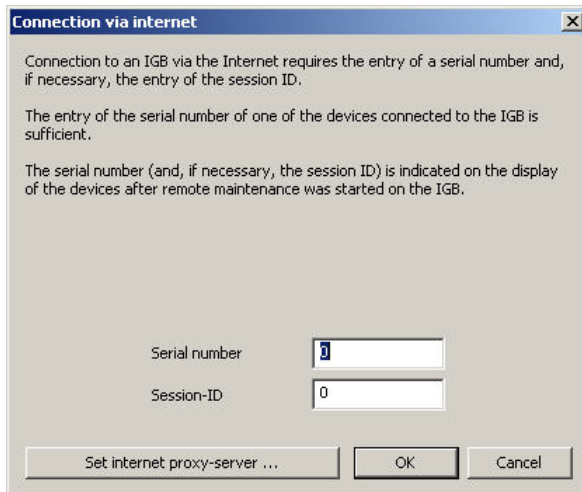 Connection via internet
Connection to an IGB via the Internet requires the entry of a serial number and,
if necessary, the entry of the session ID.
The entry of the serial number of one of the devices connected to the IGB is
sufficient.
The serial number (and, if necessary, the session ID) is indicated on the display
of the devices after remote maintenance was started on the IGB.
Serial number 0
Session-ID 0
Set internet proxy-server ... OK Cancel